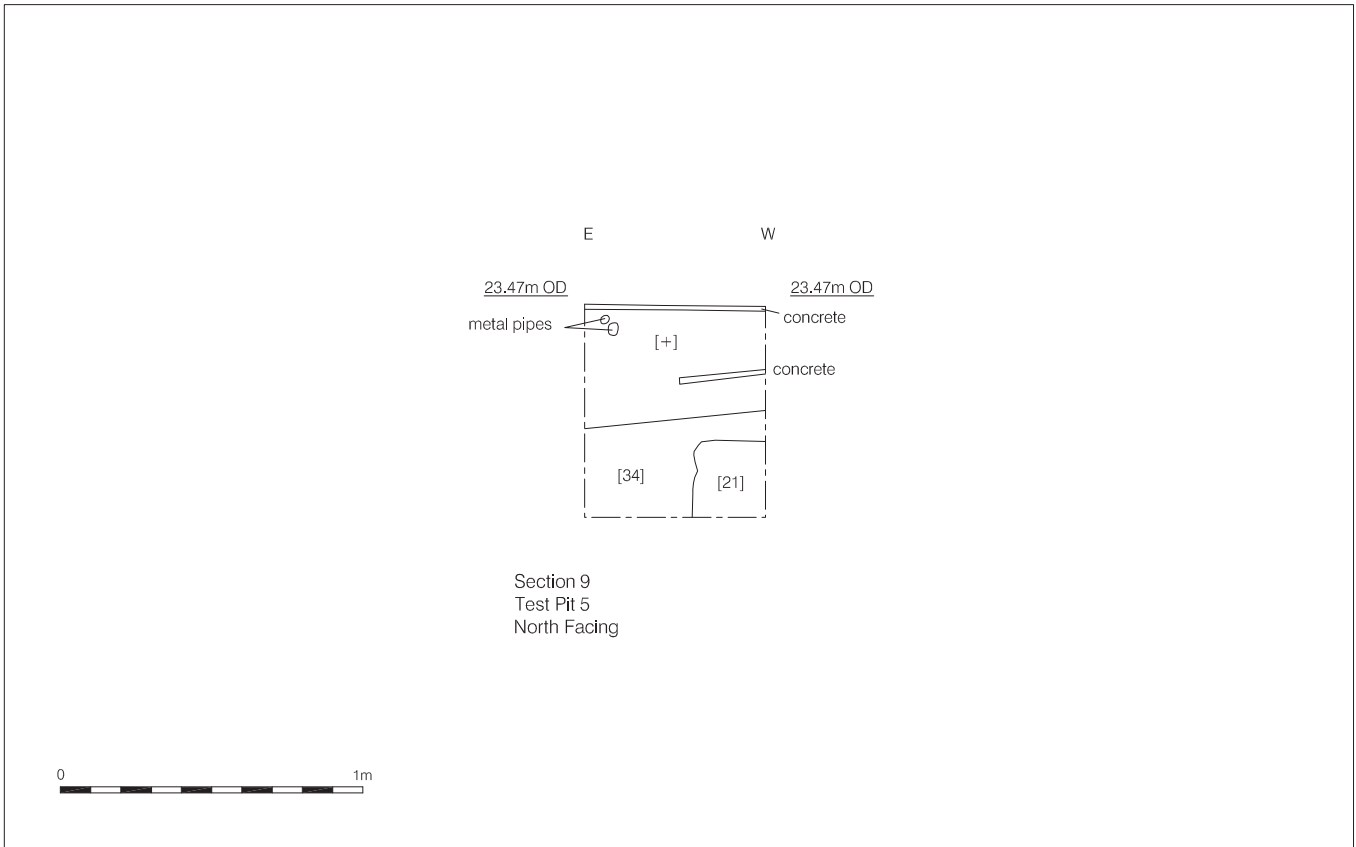 E W
23.47m OD 23.47m OD
metal pipes concrete
[+]
concrete
[34] [21]
Section 9
Test Pit 5
North Facing
0 1m